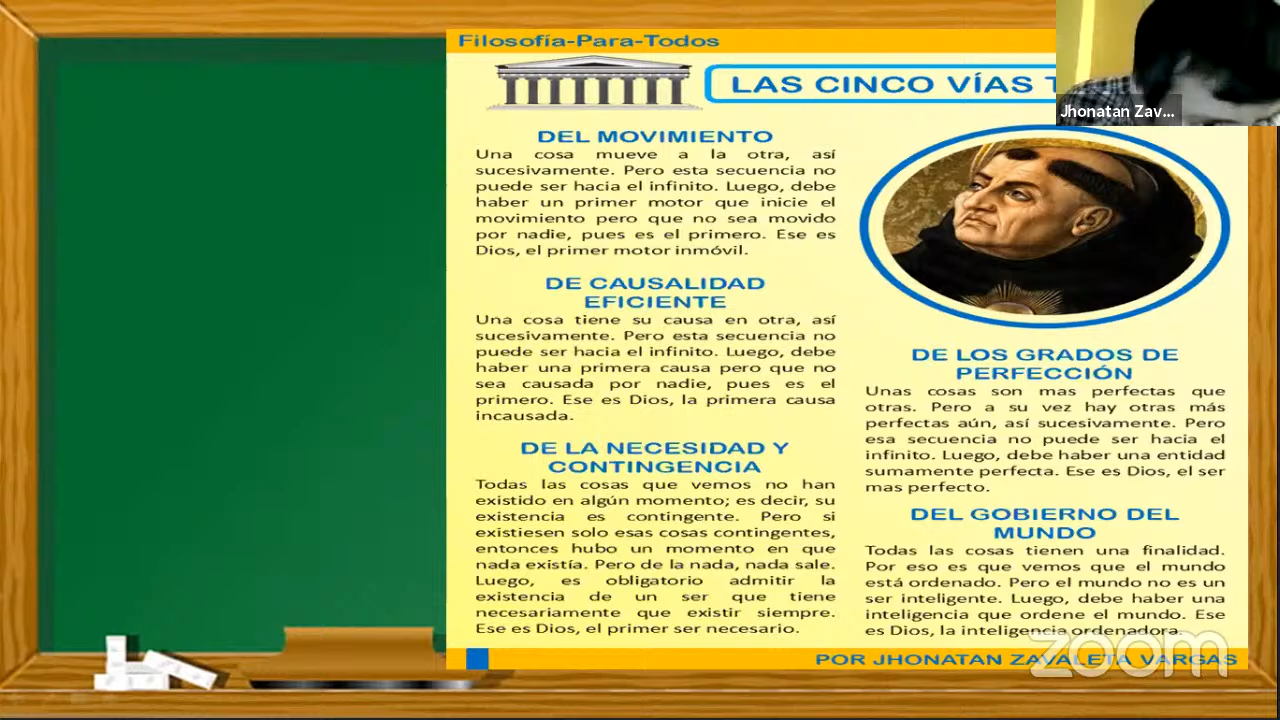 Filosofía-Para-Todos
LAS CINCO VÍAS
Jhonatan Zav...
DEL MOVIMIENTO
Una cosa mueve a la otra, así
sucesivamente. Pero esta secuencia no
puede ser hacia el infinito. Luego, debe
haber un primer motor que inicie el
movimiento pero que no sea movido
por nadie, pues es el primero. Ese es
Dios, el primer motor inmóvil.
DE CAUSALIDAD
EFICIENTE
Una cosa tiene su causa en otra, así
sucesivamente. Pero esta secuencia no
puede ser hacia el infinito. Luego, debe
haber una primera causa pero que no
sea causada por nadie, pues es el
primero. Ese es Dios, la primera causa
incausada.
DE LA NECESIDAD Y
CONTINGENCIA
Todas las cosas que vemos no han
existido en algún momento; es decir, su
existencia es contingente. Pero si
existiesen solo esas cosas contingentes,
entonces hubo un momento en que
nada existía. Pero de la nada, nada sale.
Luego, es obligatorio admitir la
existencia de un ser que tiene
necesariamente que existir siempre.
Ese es Dios, el primer ser necesario.
DE LOS GRADOS DE
PERFECCIÓN
Unas cosas son mas perfectas que
otras. Pero a su vez hay otras más
perfectas aún, así sucesivamente. Pero
esa secuencia no puede ser hacia el
infinito. Luego, debe haber una entidad
sumamente perfecta. Ese es Dios, el ser
mas perfecto.
DEL GOBIERNO DEL
MUNDO
Todas las cosas tienen una finalidad.
Por eso es que vemos que el mundo
está ordenado. Pero el mundo no es un
ser inteligente. Luego, debe haber una
inteligencia que ordene el mundo. Ese
es Dios, la inteligencia ordenadora.
POR JHONATAN ZAVALETA VARGAS
zoom